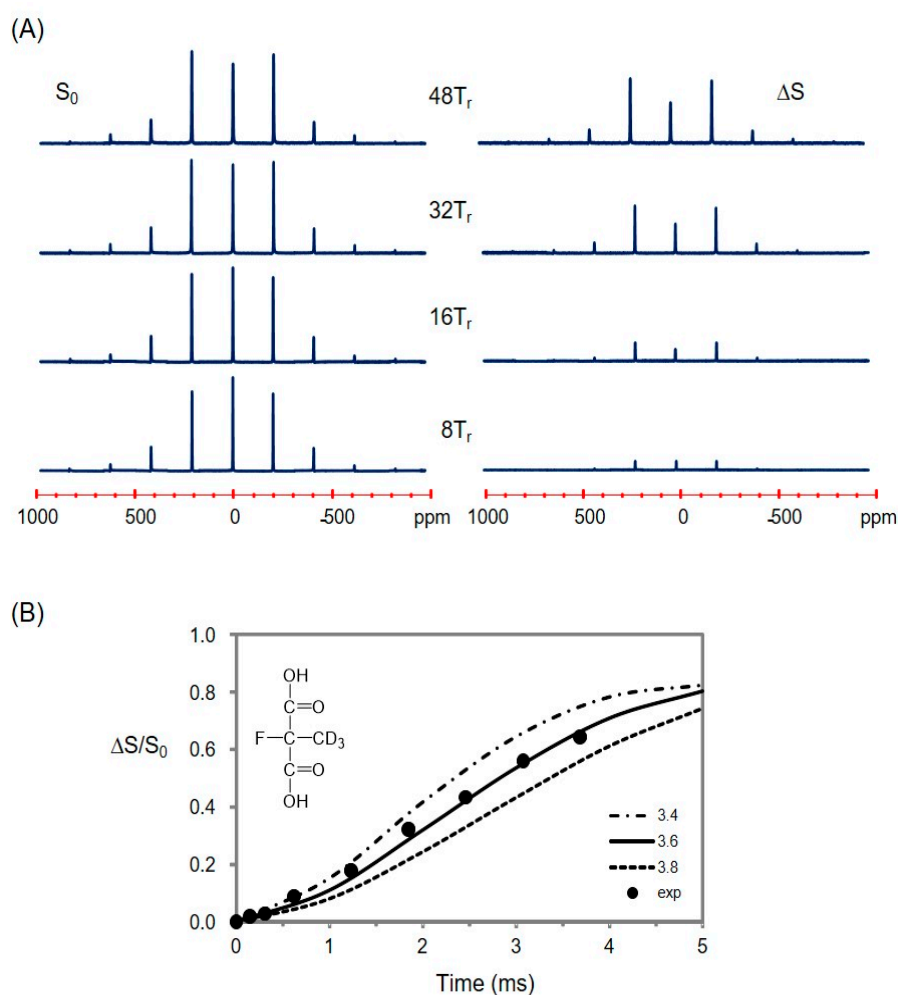 (A)
S₀
48Tᵣ
ΔS
32Tᵣ
16Tᵣ
8Tᵣ
1000 500 0 -500 ppm
1000 500 0 -500 ppm
(B)
1.0
0.8
0.6
0.4
0.2
0.0
ΔS/S₀
OH
C=O
F-C-CD₃
C=O
OH
3.4
3.6
3.8
exp
0 1 2 3 4 5
Time (ms)